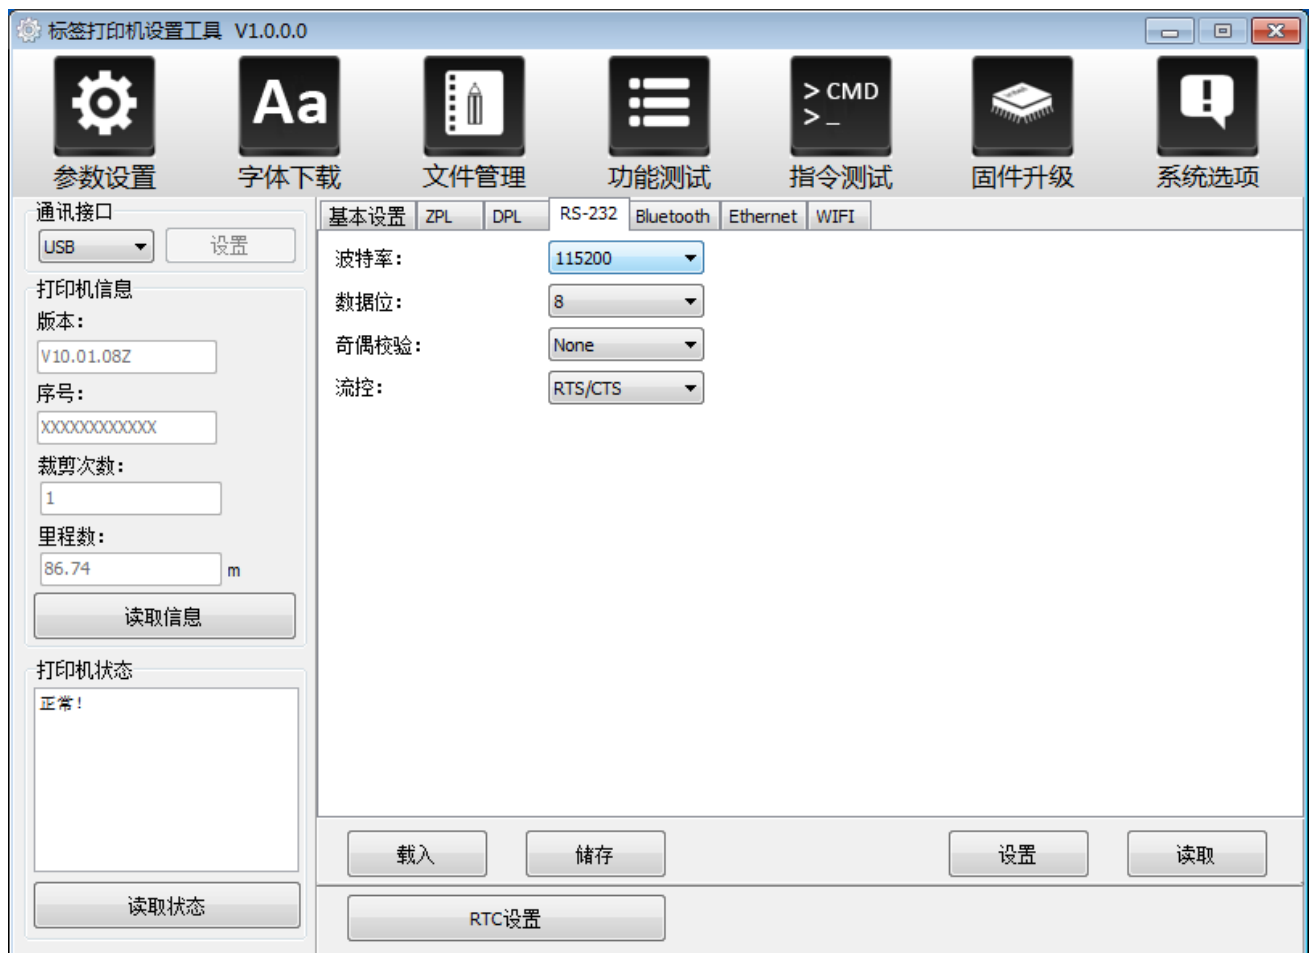 标签打印机设置工具 V1.0.0.0
Aa
> CMD
> _
参数设置 字体下载 文件管理 功能测试 指令测试 固件升级 系统选项
通讯接口
USB 设置
打印机信息
版本：
V10.01.08Z
序号：
XXXXXXXXXXXX
裁剪次数：
1
里程数：
86.74 m
读取信息
打印机状态
正常！
读取状态
基本设置 ZPL DPL RS-232 Bluetooth Ethernet WIFI
波特率： 115200
数据位： 8
奇偶校验： None
流控： RTS/CTS
载入 储存 设置 读取
RTC设置